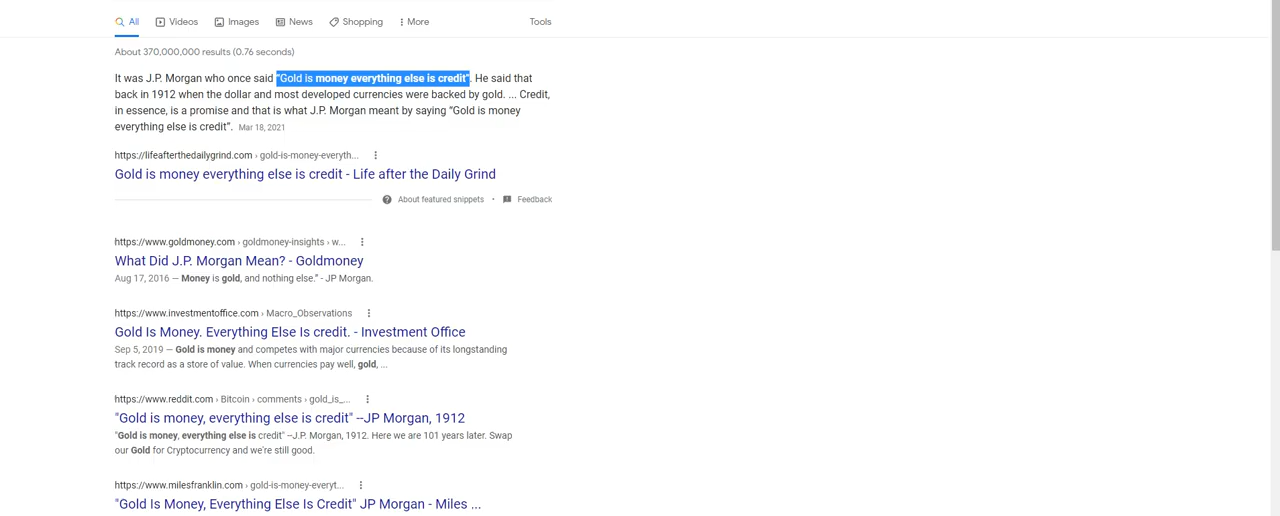 All Videos Images News Shopping More Tools
About 370,000,000 results (0.76 seconds)
It was J.P. Morgan who once said “Gold is money everything else is credit”. He said that
back in 1912 when the dollar and most developed currencies were backed by gold. ... Credit,
in essence, is a promise and that is what J.P. Morgan meant by saying “Gold is money
everything else is credit”. Mar 18, 2021
https://lifeafterthedailygrind.com › gold-is-money-everyth...
Gold is money everything else is credit - Life after the Daily Grind
About featured snippets • Feedback
https://www.goldmoney.com › goldmoney-insights › w...
What Did J.P. Morgan Mean? - Goldmoney
Aug 17, 2016 — Money is gold, and nothing else.” - JP Morgan.
https://www.investmentoffice.com › Macro_Observations
Gold Is Money. Everything Else Is credit. - Investment Office
Sep 5, 2019 — Gold is money and competes with major currencies because of its longstanding
track record as a store of value. When currencies pay well, gold, ...
https://www.reddit.com › Bitcoin › comments › gold_is_...
"Gold is money, everything else is credit" --JP Morgan, 1912
"Gold is money, everything else is credit" --J.P. Morgan, 1912. Here we are 101 years later. Swap
our Gold for Cryptocurrency and we're still good.
https://www.milesfranklin.com › gold-is-money-everyt...
"Gold Is Money, Everything Else Is Credit" JP Morgan - Miles ...